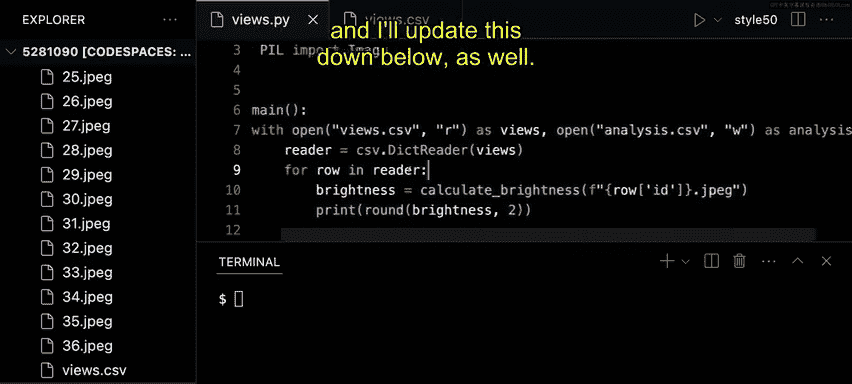 EXPLORER
···
views.py
views.csv
style50
···
and I'll update this
down below, as well.
5281090 [CODESPACES: ...
25.jpeg
26.jpeg
27.jpeg
28.jpeg
29.jpeg
30.jpeg
31.jpeg
32.jpeg
33.jpeg
34.jpeg
35.jpeg
36.jpeg
views.csv
3 PIL import Image
4
5
6 main():
7 with open("views.csv", "r") as views, open("analysis.csv", "w") as analysis
8 reader = csv.DictReader(views)
9 for row in reader:
10 brightness = calculate_brightness(f"{row['id']}.jpeg")
11 print(round(brightness, 2))
12
TERMINAL
···
$